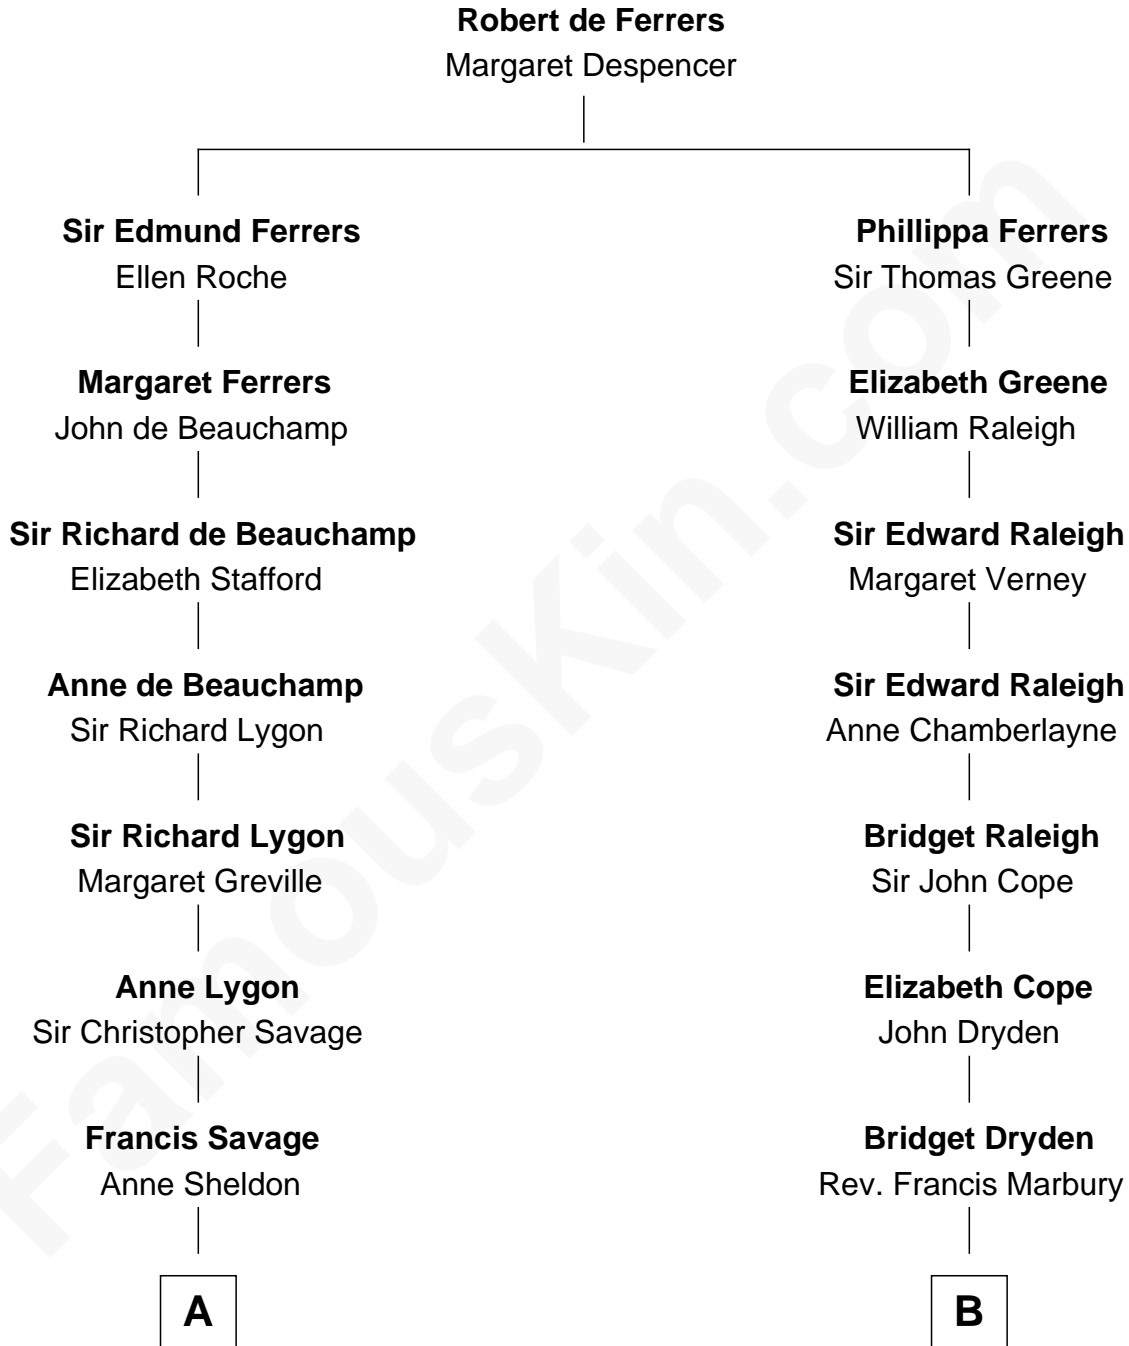 Robert de Ferrers
Margaret Despencer
Sir Edmund Ferrers
Ellen Roche
Margaret Ferrers
John de Beauchamp
Sir Richard de Beauchamp
Elizabeth Stafford
Anne de Beauchamp
Sir Richard Lygon
Sir Richard Lygon
Margaret Greville
Anne Lygon
Sir Christopher Savage
Francis Savage
Anne Sheldon
A
Phillippa Ferrers
Sir Thomas Greene
Elizabeth Greene
William Raleigh
Sir Edward Raleigh
Margaret Verney
Sir Edward Raleigh
Anne Chamberlayne
Bridget Raleigh
Sir John Cope
Elizabeth Cope
John Dryden
Bridget Dryden
Rev. Francis Marbury
B
FamousKin.com